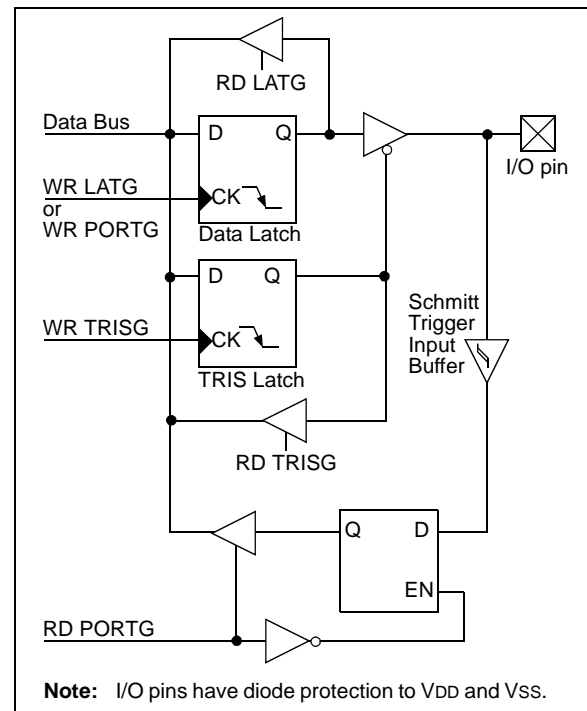 RD LATG
Data Bus
D Q
I/O pin
WR LATG
or
WR PORTG
CK
Data Latch
D Q
WR TRISG
CK
TRIS Latch
Schmitt
Trigger
Input
Buffer
RD TRISG
Q D
EN
RD PORTG
Note: I/O pins have diode protection to VDD and VSS.